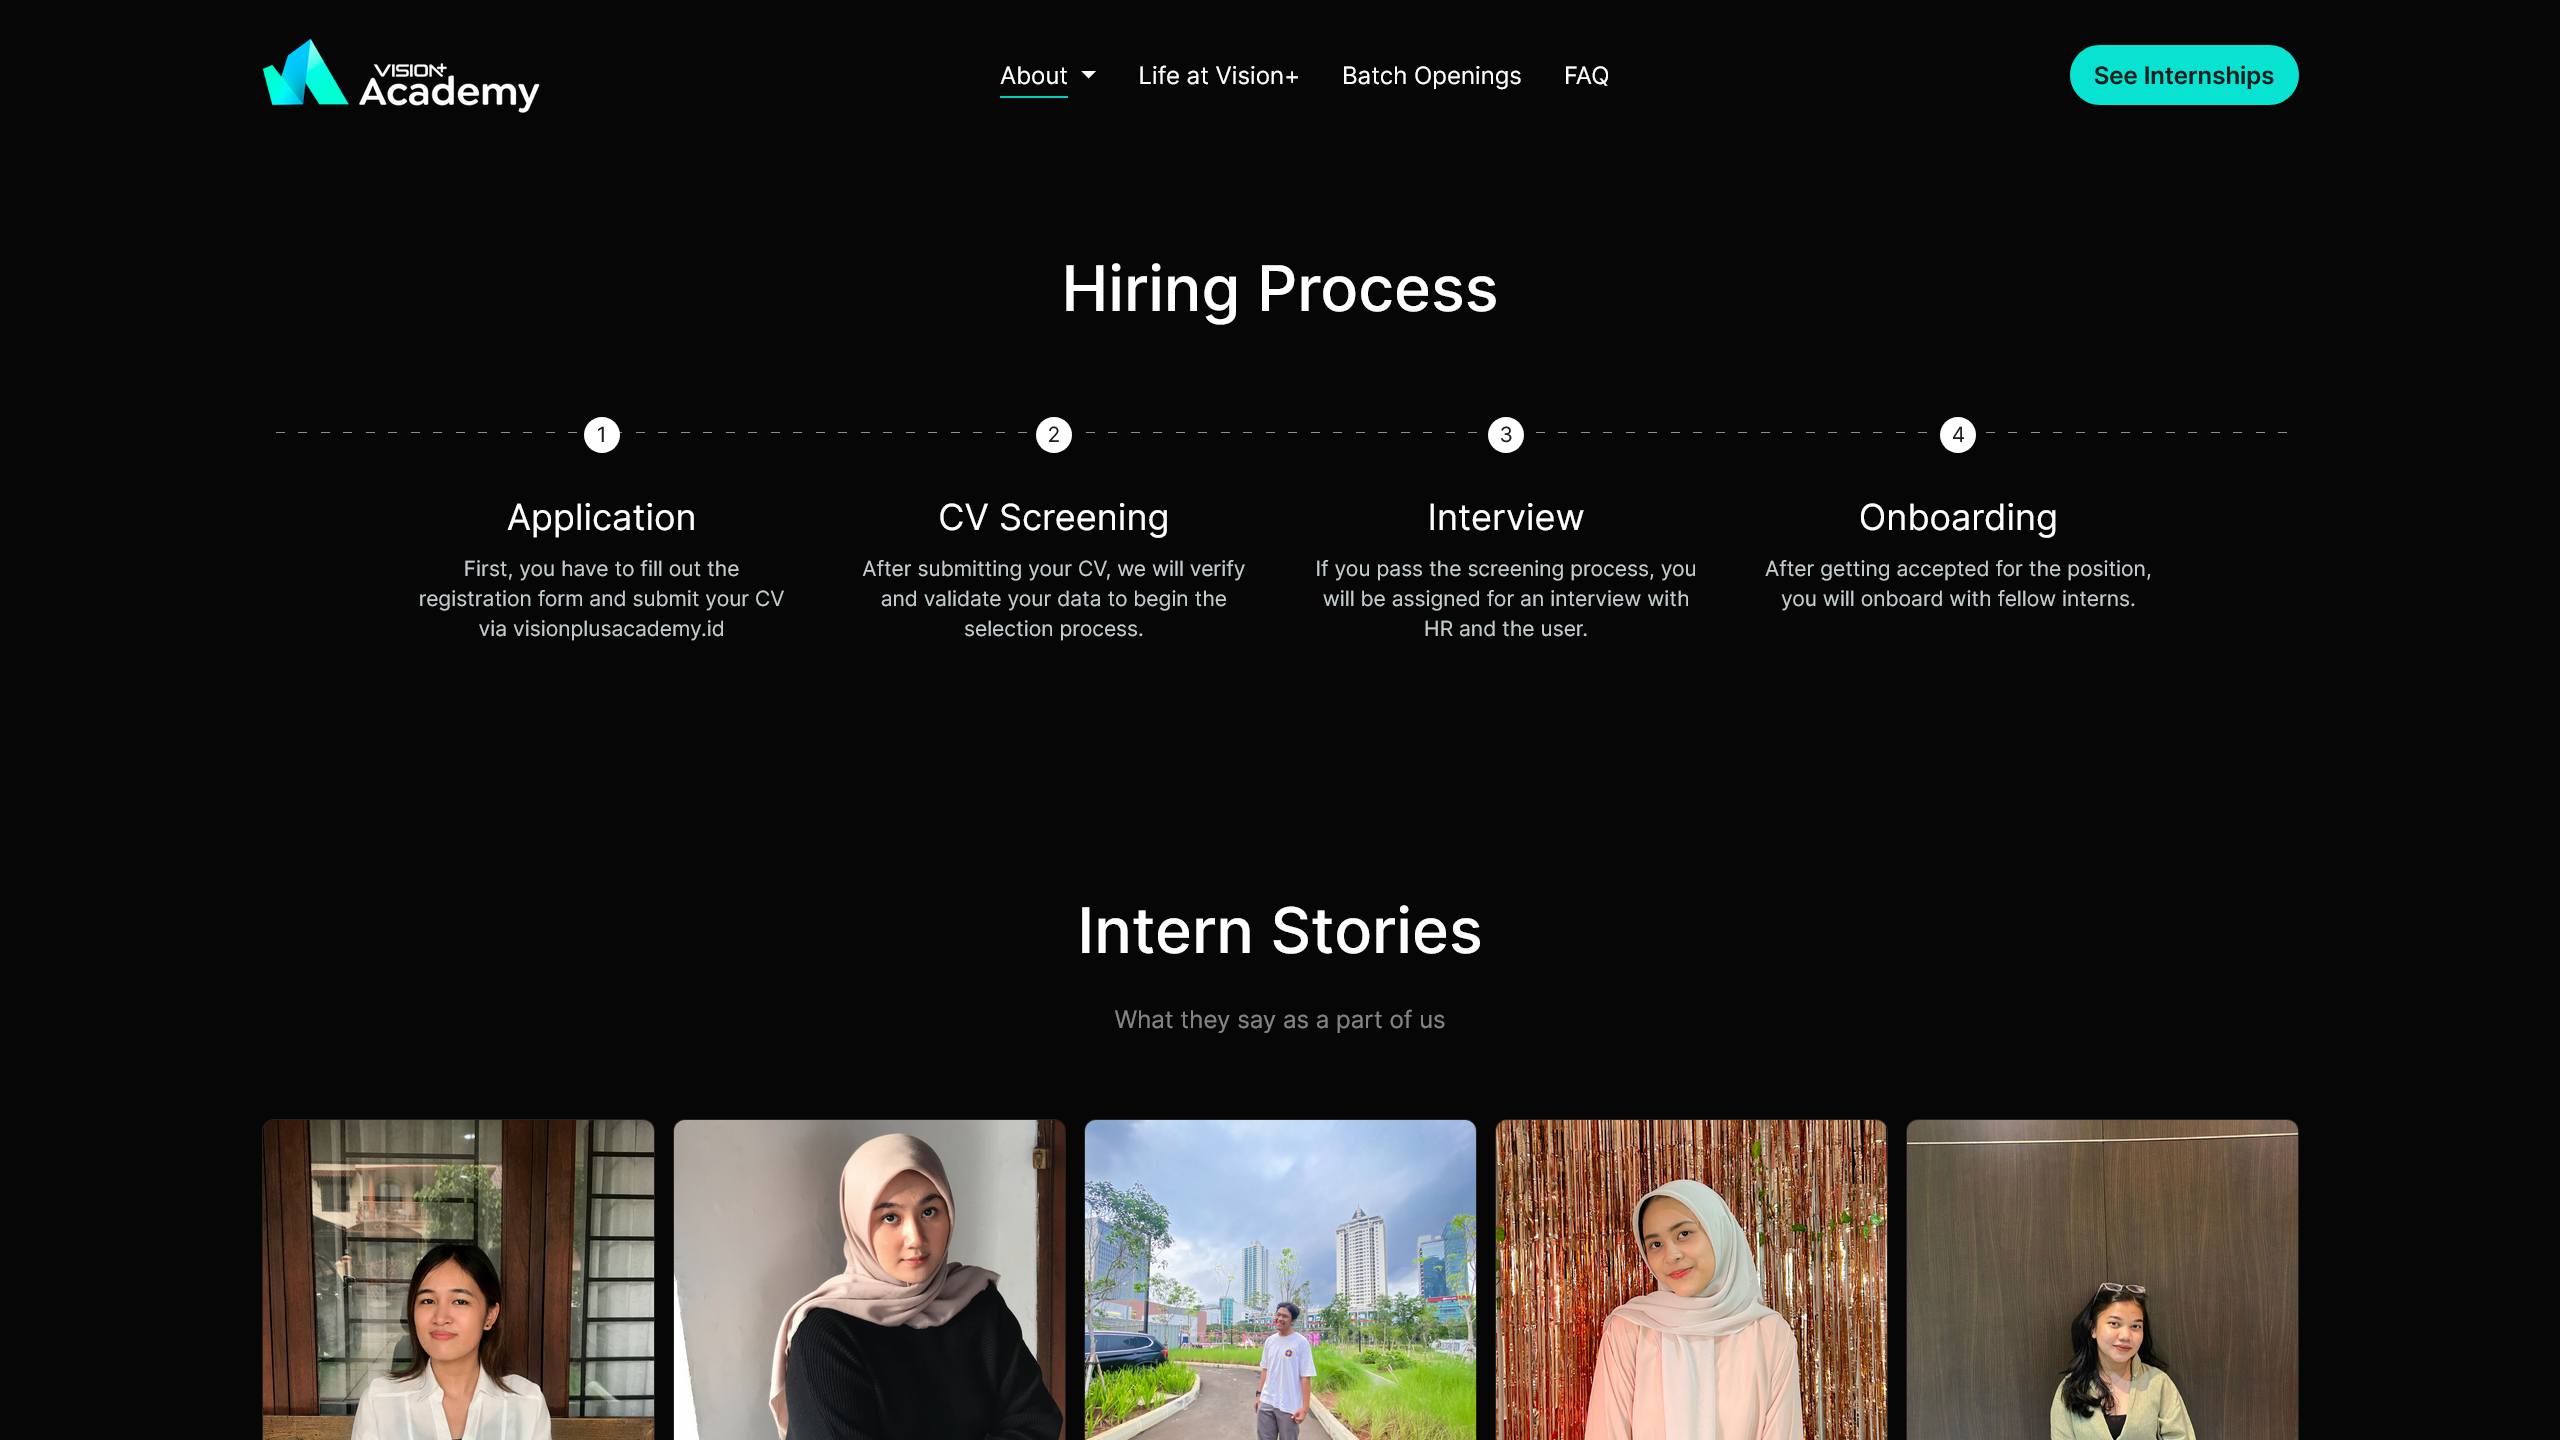 VISION+
Academy
About
Life at Vision+
Batch Openings
FAQ
See Internships
Hiring Process
1
2
3
4
Application
First, you have to fill out the
registration form and submit your CV
via visionplusacademy.id
CV Screening
After submitting your CV, we will verify
and validate your data to begin the
selection process.
Interview
If you pass the screening process, you
will be assigned for an interview with
HR and the user.
Onboarding
After getting accepted for the position,
you will onboard with fellow interns.
Intern Stories
What they say as a part of us